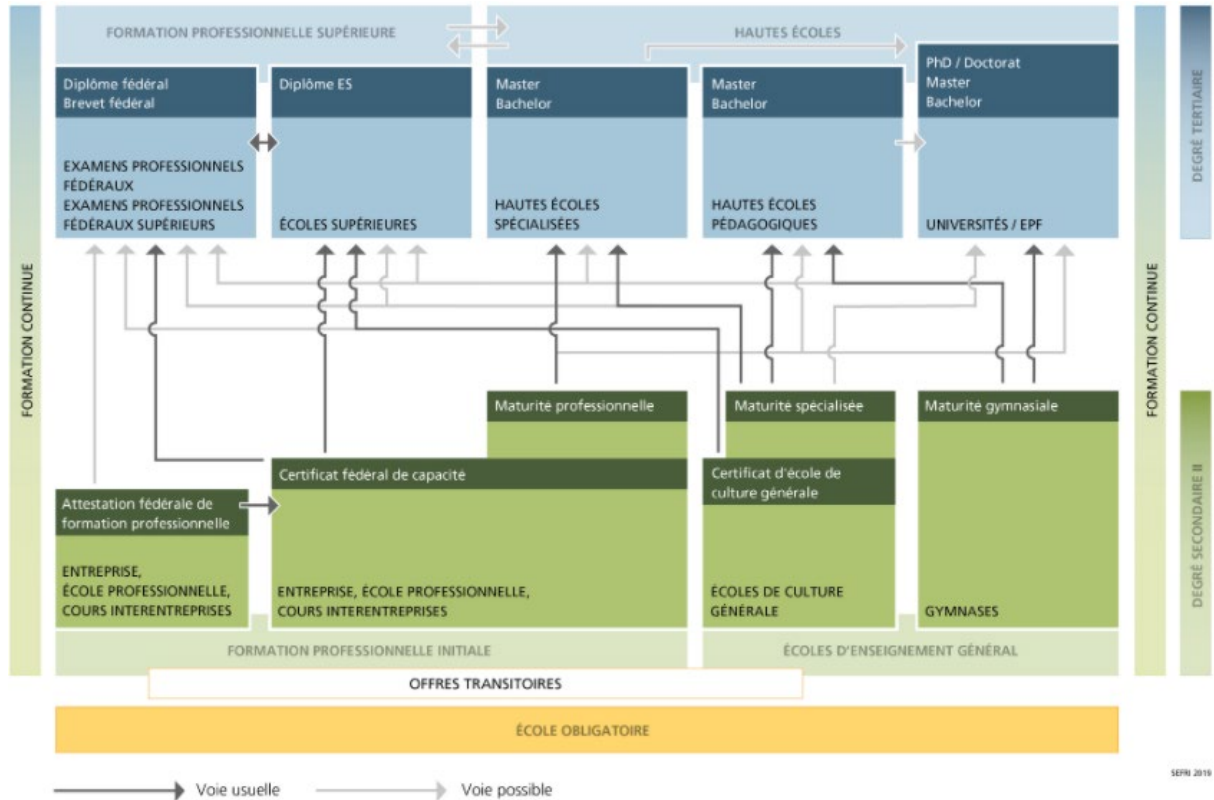 FORMATION PROFESSIONNELLE SUPÉRIEURE
HAUTES ÉCOLES
Diplôme fédéral
Brevet fédéral
EXAMENS PROFESSIONNELS
FÉDÉRAUX
EXAMENS PROFESSIONNELS
FÉDÉRAUX SUPÉRIEURS
Diplôme ES
ÉCOLES SUPÉRIEURES
Master
Bachelor
HAUTES ÉCOLES
SPÉCIALISÉES
Master
Bachelor
HAUTES ÉCOLES
PÉDAGOGIQUES
PhD / Doctorat
Master
Bachelor
UNIVERSITÉS / EPF
FORMATION CONTINUE
FORMATION CONTINUE
DEGRÉ TERTIAIRE
DEGRÉ SECONDAIRE II
Maturité professionnelle
Maturité spécialisée
Maturité gymnasiale
Certificat fédéral de capacité
Certificat d'école de
culture générale
Attestation fédérale de
formation professionnelle
ENTREPRISE,
ÉCOLE PROFESSIONNELLE,
COURS INTERENTREPRISES
ENTREPRISE, ÉCOLE PROFESSIONNELLE,
COURS INTERENTREPRISES
ÉCOLES DE CULTURE
GÉNÉRALE
GYMNASES
FORMATION PROFESSIONNELLE INITIALE
ÉCOLES D'ENSEIGNEMENT GÉNÉRAL
OFFRES TRANSITOIRES
ÉCOLE OBLIGATOIRE
SEFRI 2019
Voie usuelle
Voie possible